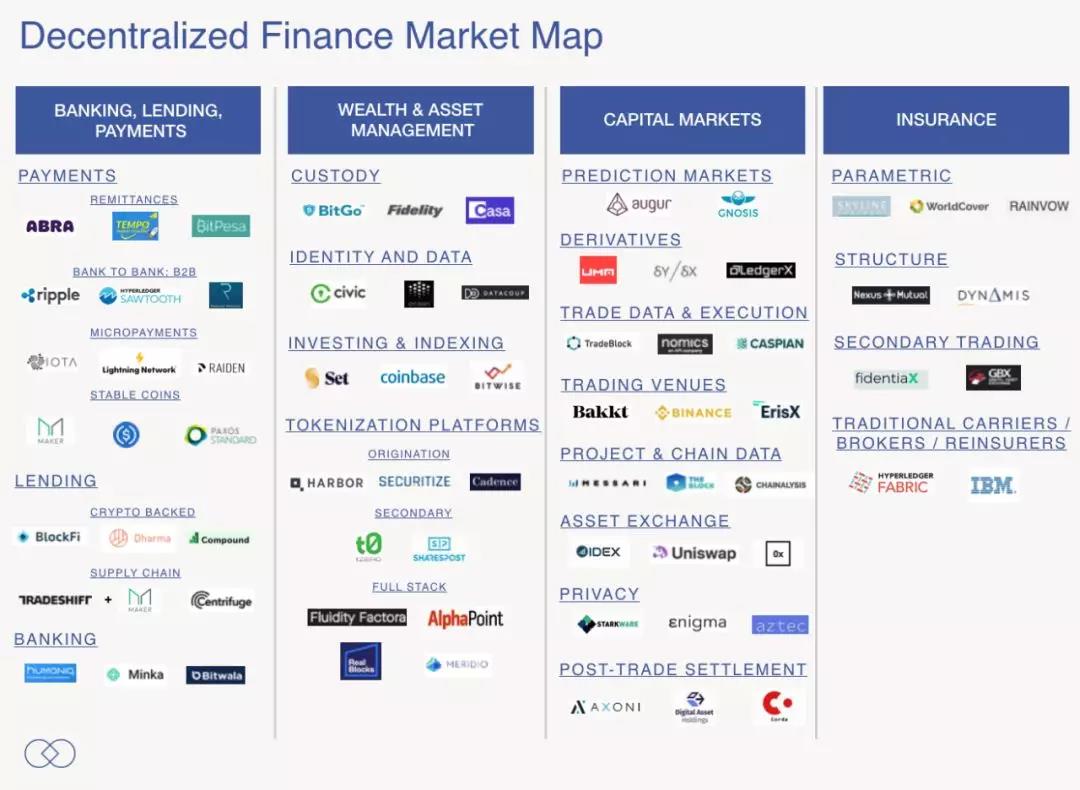 Decentralized Finance Market Map
BANKING, LENDING,
PAYMENTS
PAYMENTS
REMITTANCES
ABRA TEMPO BitPesa
BANK TO BANK: B2B
ripple HYPERLEDGER SAWTOOTH
MICROPAYMENTS
IOTA Lightning Network RAIDEN
STABLE COINS
MAKER PAXOS STANDARD
LENDING
CRYPTO BACKED
BlockFi Dharma Compound
SUPPLY CHAIN
TRADESHIFT + MAKER Centrifuge
BANKING
humaniq Minka Bitwala
WEALTH & ASSET
MANAGEMENT
CUSTODY
BitGo Fidelity Casa
IDENTITY AND DATA
civic DATACOUP
INVESTING & INDEXING
Set coinbase BITWISE
TOKENIZATION PLATFORMS
ORIGINATION
HARBOR SECURITIZE Cadence
SECONDARY
t0 TZERO SHARESPOST
FULL STACK
Fluidity Factora AlphaPoint
Real Blocks MERIDIO
CAPITAL MARKETS
PREDICTION MARKETS
augur GNOSIS
DERIVATIVES
UMA δY/δX LedgerX
TRADE DATA & EXECUTION
TradeBlock nomics CASPIAN
TRADING VENUES
Bakkt BINANCE ErisX
PROJECT & CHAIN DATA
MESSARI THE BLOCK CHAINALYSIS
ASSET EXCHANGE
IDEX Uniswap 0x
PRIVACY
STARKWARE enigma aztec
POST-TRADE SETTLEMENT
AXONI Digital Asset Holdings Corda
INSURANCE
PARAMETRIC
SKYLINE WorldCover RAINVOW
STRUCTURE
Nexus Mutual DYNAMIS
SECONDARY TRADING
fidentiaX GBX
TRADITIONAL CARRIERS /
BROKERS / REINSURERS
HYPERLEDGER FABRIC IBM